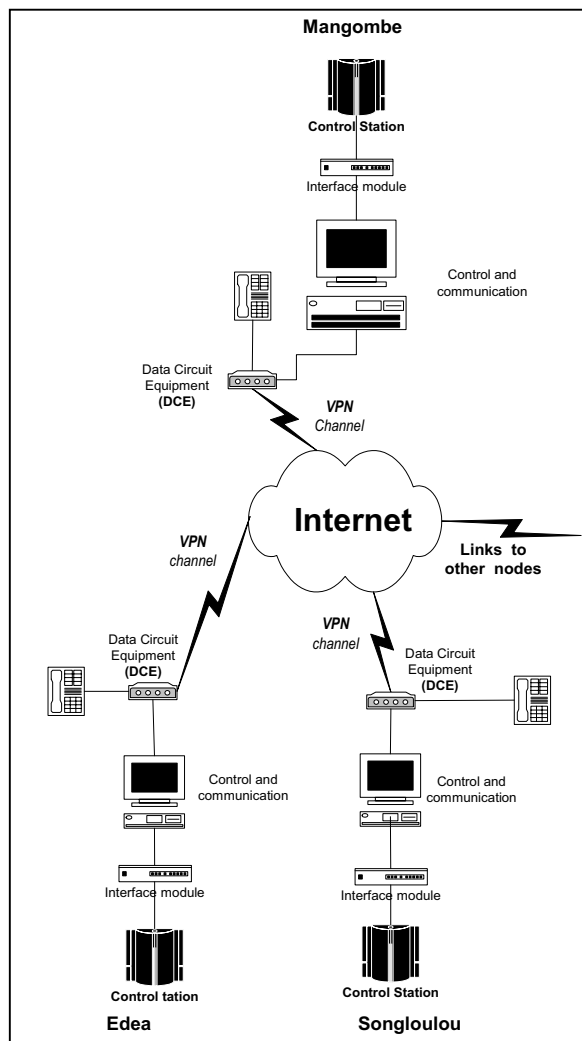 Mangombe
Control Station
Interface module
Control and
communication
Data Circuit
Equipment
(DCE)
VPN
Channel
Internet
Links to
other nodes
VPN
channel
VPN
channel
Data Circuit
Equipment
(DCE)
Data Circuit
Equipment
(DCE)
Control and
communication
Control and
communication
Interface module
Interface module
Control tation
Control Station
Edea
Songloulou